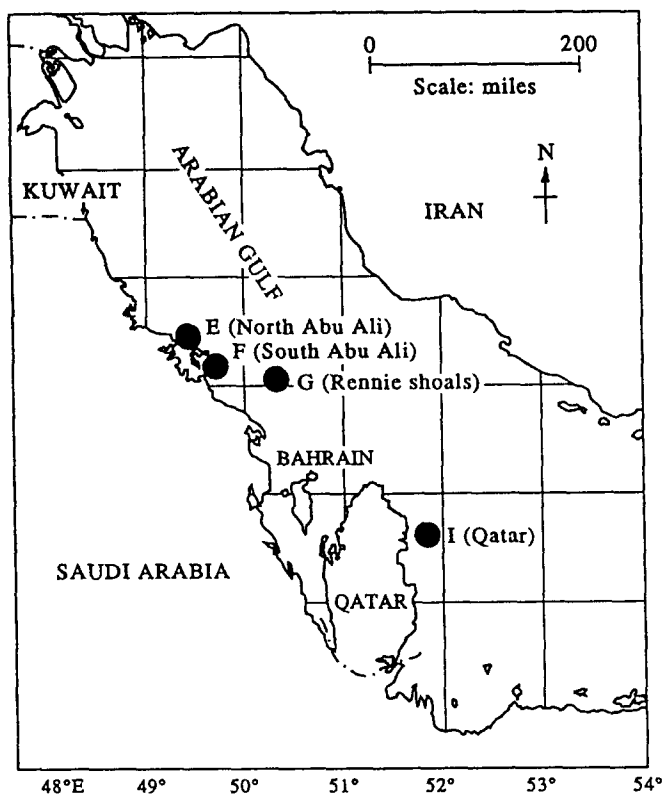 0 200
Scale: miles
N
KUWAIT
ARABIAN GULF
IRAN
E (North Abu Ali)
F (South Abu Ali)
G (Rennie shoals)
BAHRAIN
I (Qatar)
SAUDI ARABIA
QATAR
48°E 49° 50° 51° 52° 53° 54°